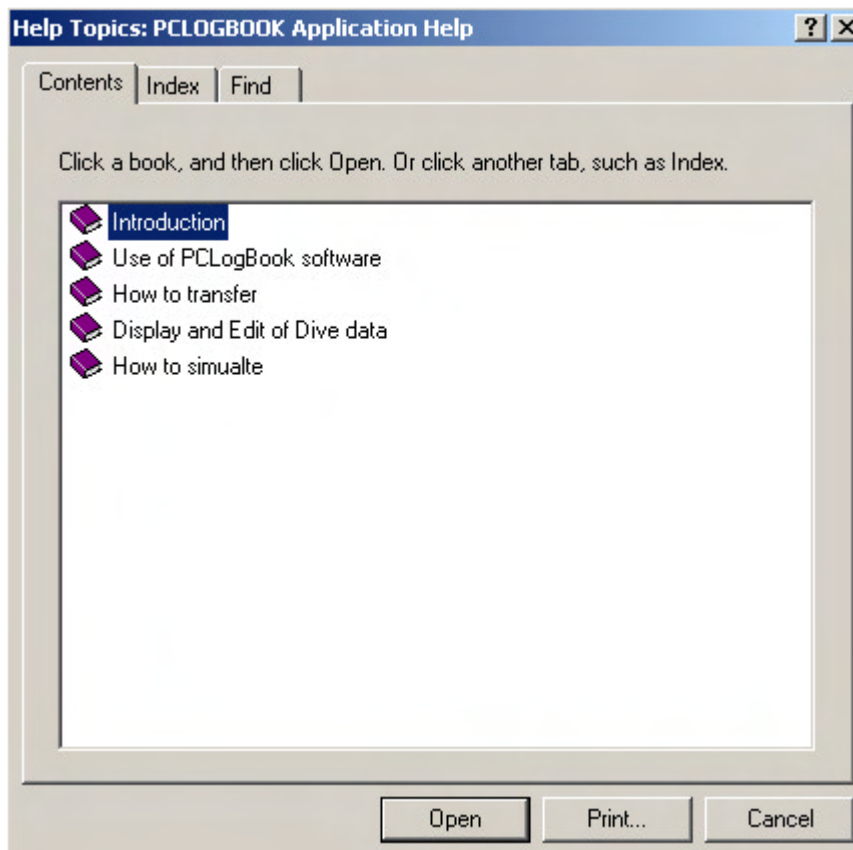 Help Topics: PCLOGBOOK Application Help
Contents Index Find
Click a book, and then click Open. Or click another tab, such as Index.
Introduction
Use of PCLogBook software
How to transfer
Display and Edit of Dive data
How to simualte
Open Print... Cancel